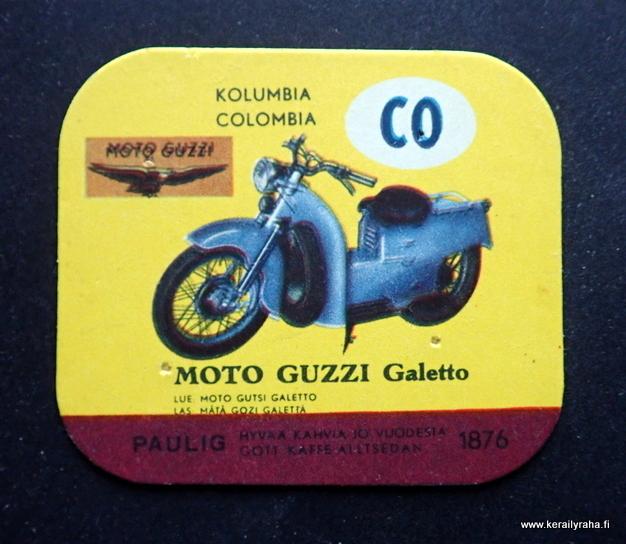 KOLUMBIA
COLOMBIA
CO
MOTO GUZZI
MOTO GUZZI Galetto
LUE: MOTO GUTSI GALETTO
LÄS: MÅTÅ GOZI GALETTÅ
PAULIG HYVÄÄ KAHVIA JO VUODESTA 1876
GOTT KAFFE ALLTSEDAN
www.kerailyraha.fi